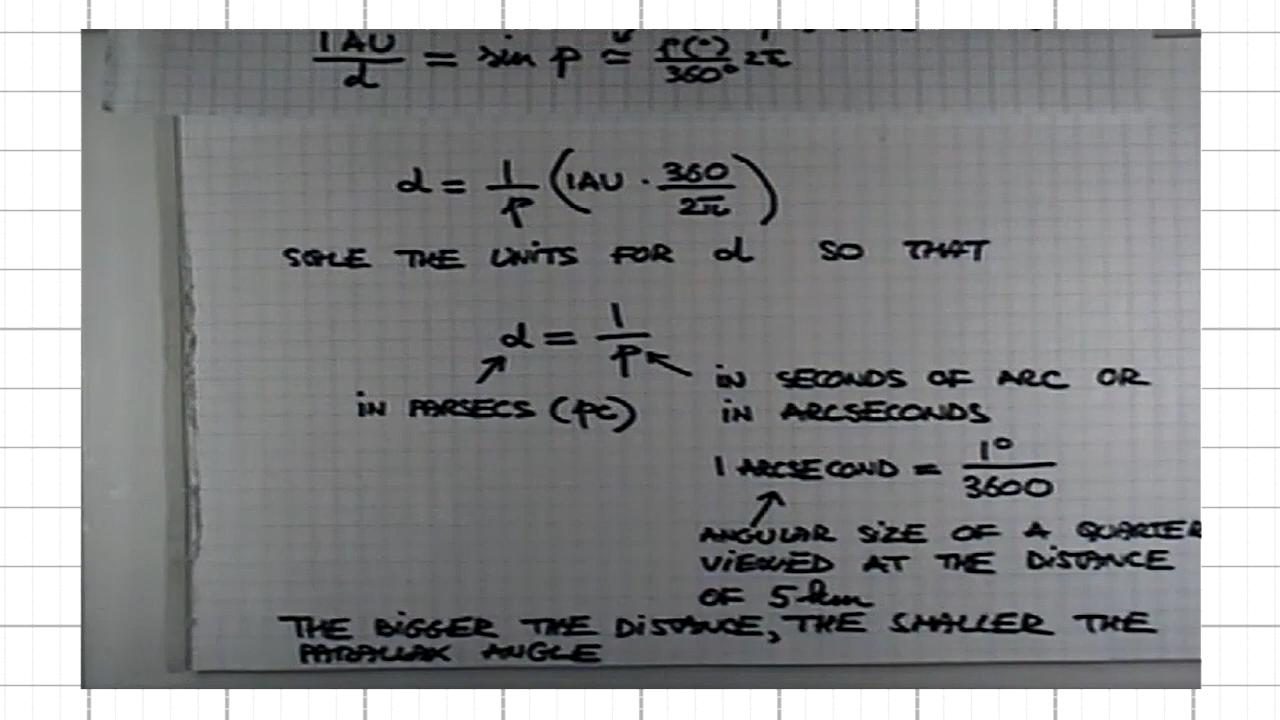 1AU/d = sin p ≃ p(°)/360° 2π
d = 1/p (1AU · 360/2π)
SCALE THE UNITS FOR d SO THAT
d = 1/p
IN SECONDS OF ARC OR
IN PARSECS (pc)
IN ARCSECONDS
1 ARCSECOND = 1°/3600
ANGULAR SIZE OF A QUARTER
VIEWED AT THE DISTANCE
OF 5 km
THE BIGGER THE DISTANCE, THE SMALLER THE
PARALLAX ANGLE